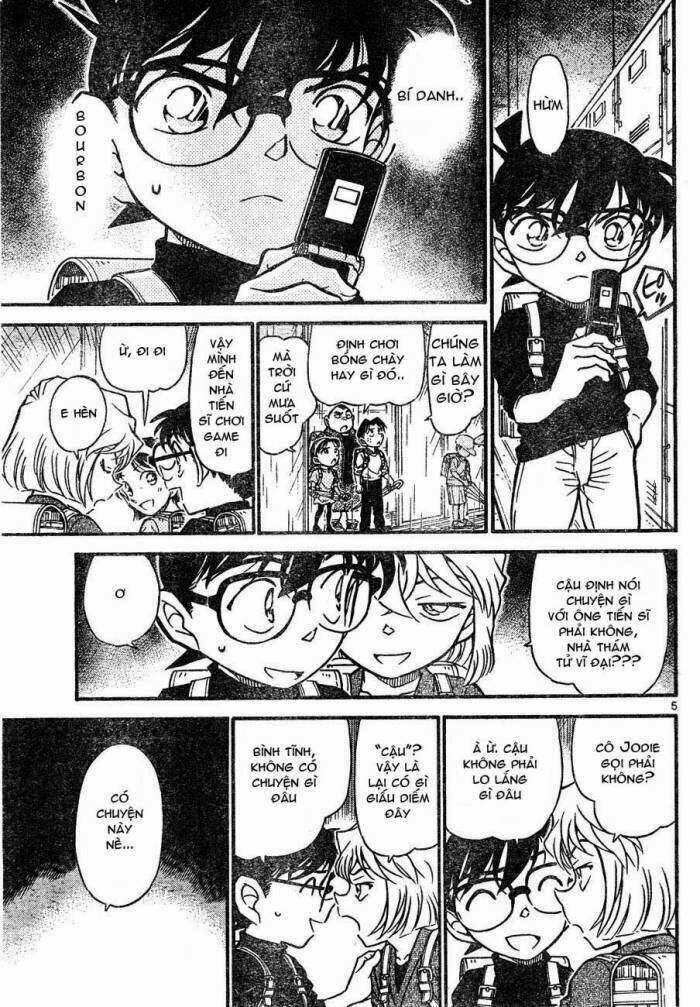 HỪM
ピッ
BÍ DANH..
BOURBON
CHÚNG
TA LÀM
GÌ BÂY
GIỜ?
ĐỊNH CHƠI
BÓNG CHÀY
HAY GÌ ĐÓ..
MÀ
TRỜI
CỨ
MƯA
SUỐT
VẬY
MÌNH
ĐẾN
NHÀ
TIẾN
SĨ CHƠI
GAME
ĐI
Ừ, ĐI ĐI
E HÈN
CẬU ĐỊNH NÓI
CHUYỆN GÌ
VỚI ÔNG TIẾN SĨ
PHẢI KHÔNG,
NHÀ THÁM
TỬ VĨ ĐẠI???
Ơ
5
CÔ JODIE
GỌI PHẢI
KHÔNG?
À Ừ. CẬU
KHÔNG PHẢI
LO LẮNG
GÌ ĐÂU
“CẬU”?
VẬY LÀ
LẠI CÓ GÌ
GIẤU DIẾM
ĐÂY
BÌNH TĨNH,
KHÔNG CÓ
CHUYỆN GÌ
ĐÂU
CÓ
CHUYỆN
NÀY
NÈ...